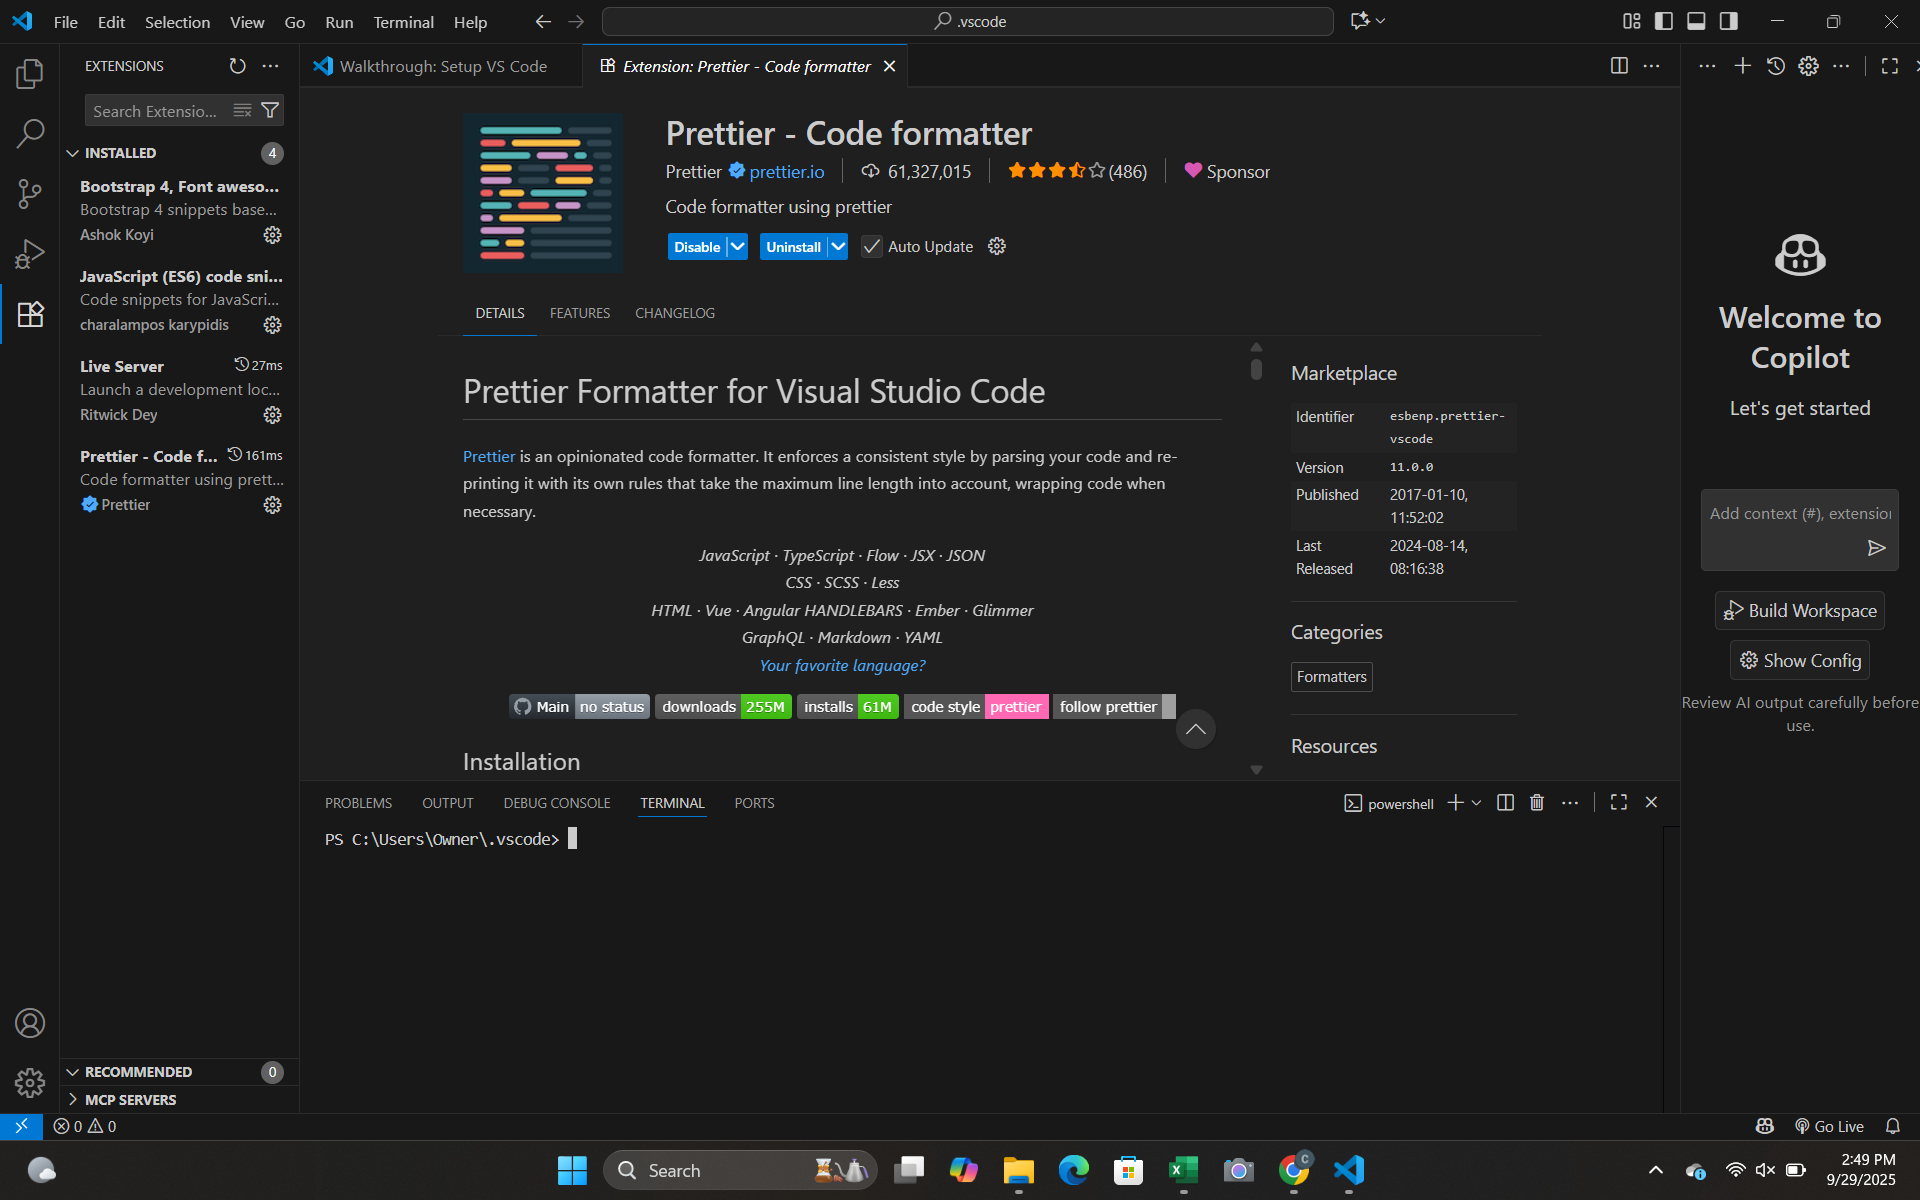 File Edit Selection View Go Run Terminal Help
.vscode
EXTENSIONS
Walkthrough: Setup VS Code
Extension: Prettier - Code formatter
Search Extensio...
INSTALLED 4
Bootstrap 4, Font aweso...
Bootstrap 4 snippets base...
Ashok Koyi
JavaScript (ES6) code sni...
Code snippets for JavaScri...
charalampos karypidis
Live Server 27ms
Launch a development loc...
Ritwick Dey
Prettier - Code f... 161ms
Code formatter using prett...
Prettier
RECOMMENDED 0
MCP SERVERS
Prettier - Code formatter
Prettier prettier.io 61,327,015 (486) Sponsor
Code formatter using prettier
Disable Uninstall Auto Update
DETAILS FEATURES CHANGELOG
Prettier Formatter for Visual Studio Code
Prettier is an opinionated code formatter. It enforces a consistent style by parsing your code and re-
printing it with its own rules that take the maximum line length into account, wrapping code when
necessary.
JavaScript · TypeScript · Flow · JSX · JSON
CSS · SCSS · Less
HTML · Vue · Angular HANDLEBARS · Ember · Glimmer
GraphQL · Markdown · YAML
Your favorite language?
Main no status downloads 255M installs 61M code style prettier follow prettier
Installation
Marketplace
Identifier esbenp.prettier-
vscode
Version 11.0.0
Published 2017-01-10,
11:52:02
Last 2024-08-14,
Released 08:16:38
Categories
Formatters
Resources
PROBLEMS OUTPUT DEBUG CONSOLE TERMINAL PORTS
powershell
PS C:\Users\Owner\.vscode>
Welcome to
Copilot
Let's get started
Add context (#), extension
Build Workspace
Show Config
Review AI output carefully before
use.
0 0
Go Live
Search
C
2:49 PM
9/29/2025